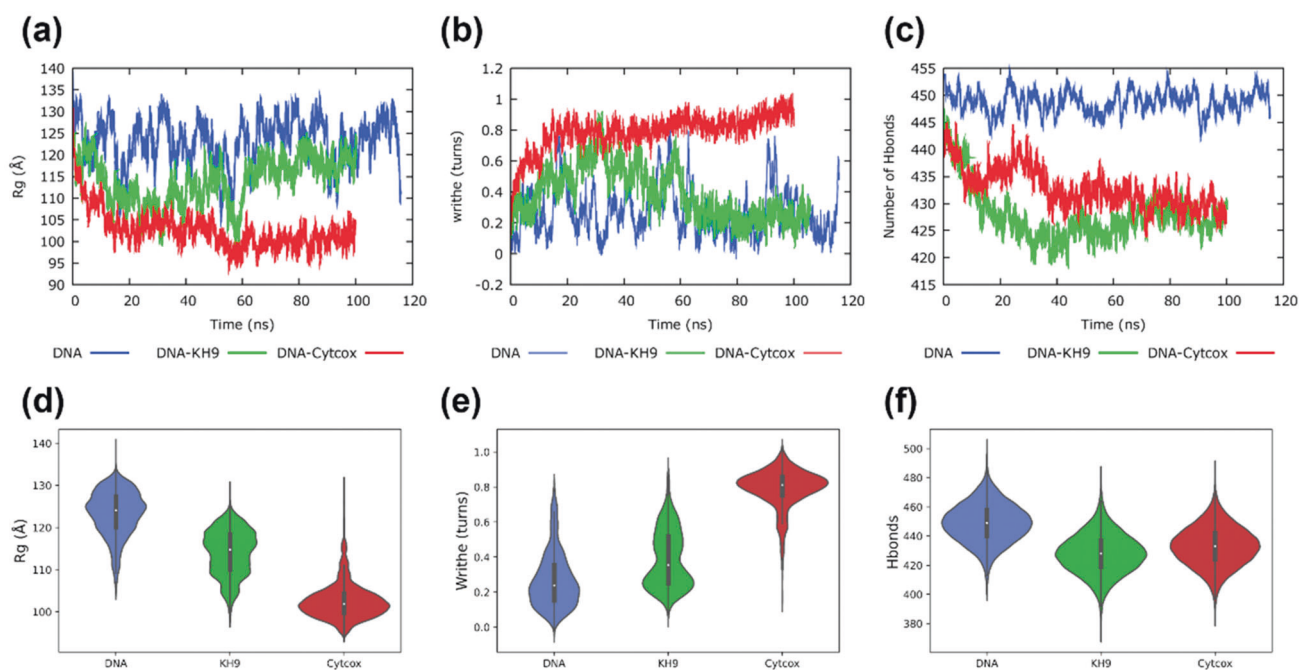 (a)
(b)
(c)
140
135
130
125
120
115
110
105
100
95
90
Rg (Å)
0 20 40 60 80 100 120
Time (ns)
DNA DNA-KH9 DNA-Cytcox
1.2
1
0.8
0.6
0.4
0.2
0
-0.2
writhe (turns)
0 20 40 60 80 100 120
Time (ns)
DNA DNA-KH9 DNA-Cytcox
455
450
445
440
435
430
425
420
415
Number of Hbonds
0 20 40 60 80 100 120
Time (ns)
DNA DNA-KH9 DNA-Cytcox
(d)
(e)
(f)
140
130
120
110
100
Rg (Å)
DNA KH9 Cytcox
1.0
0.8
0.6
0.4
0.2
0.0
Writhe (turns)
DNA KH9 Cytcox
500
480
460
440
420
400
380
360
Hbonds
DNA KH9 Cytcox